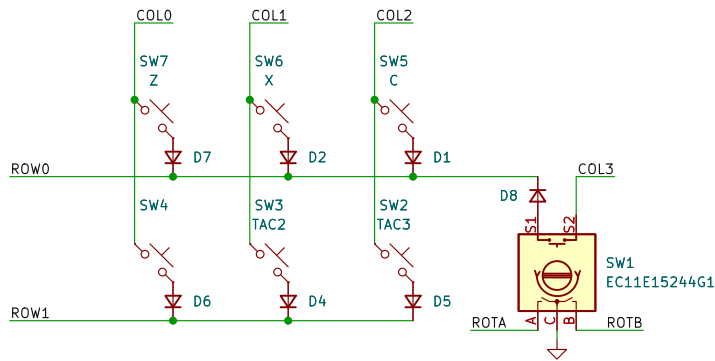 COL0
COL1
COL2
SW7
Z
SW6
X
SW5
C
D7
D2
D1
ROW0
COL3
D8
S1
S2
SW4
SW3
TAC2
SW2
TAC3
SW1
EC11E15244G1
D6
D4
D5
ROW1
ROTA
A
C
B
ROTB